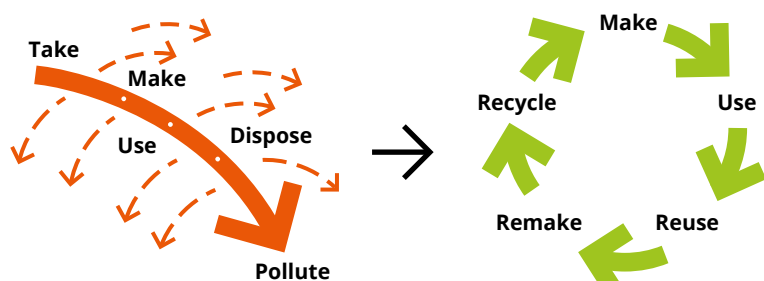 Take
Make
Use
Dispose
Pollute
Make
Use
Reuse
Remake
Recycle